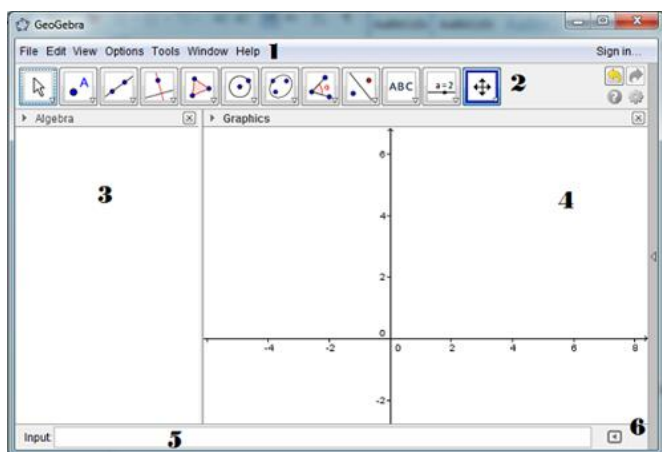 GeoGebra
File Edit View Options Tools Window Help 1 Sign in...
A α ABC a=2 2
Algebra Graphics
3
4
6
4
2
0
-4 -2 0 2 4 6 8
-2
Input: 5 6